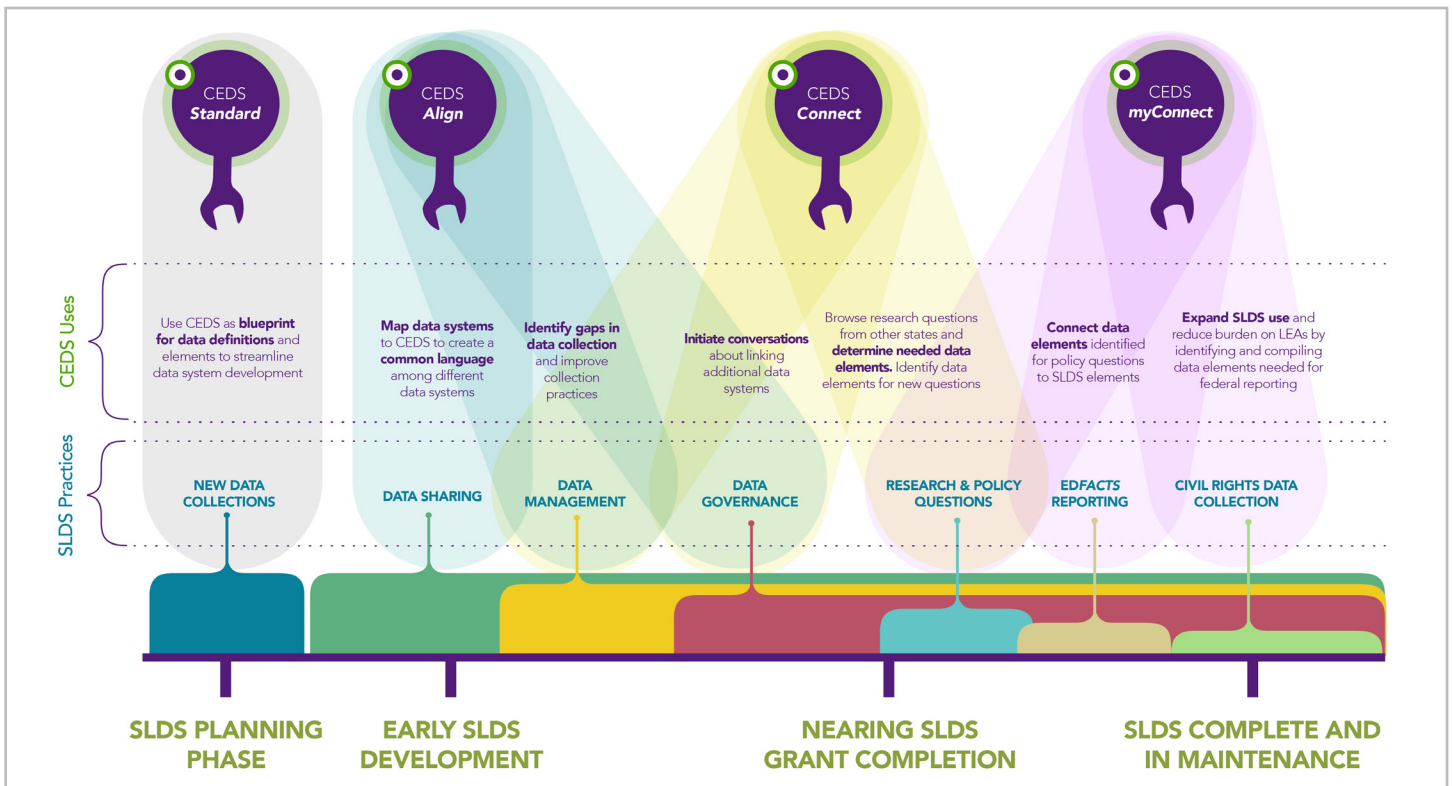 CEDS
Standard
CEDS
Align
CEDS
Connect
CEDS
myConnect
CEDS Uses
Use CEDS as blueprint
for data definitions and
elements to streamline
data system development
Map data systems
to CEDS to create a
common language
among different
data systems
Identify gaps in
data collection
and improve
collection
practices
Initiate conversations
about linking
additional data
systems
Browse research questions
from other states and
determine needed data
elements. Identify data
elements for new questions
Connect data
elements identified
for policy questions
to SLDS elements
Expand SLDS use and
reduce burden on LEAs by
identifying and compiling
data elements needed for
federal reporting
SLDS Practices
NEW DATA
COLLECTIONS
DATA SHARING
DATA
MANAGEMENT
DATA
GOVERNANCE
RESEARCH & POLICY
QUESTIONS
EDFACTS
REPORTING
CIVIL RIGHTS DATA
COLLECTION
SLDS PLANNING
PHASE
EARLY SLDS
DEVELOPMENT
NEARING SLDS
GRANT COMPLETION
SLDS COMPLETE AND
IN MAINTENANCE